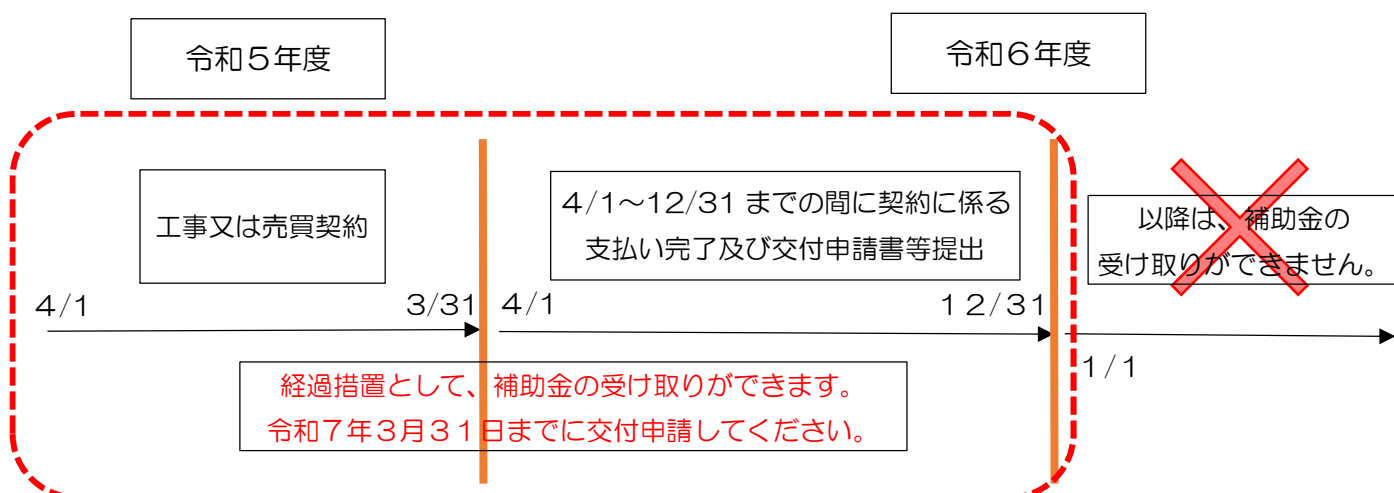 令和５年度
令和６年度
工事又は売買契約
4/1～12/31 までの間に契約に係る
支払い完了及び交付申請書等提出
以降は、補助金の
受け取りができません。
4/1
3/31
4/1
１２/31
1/1
経過措置として、補助金の受け取りができます。
令和７年３月３１日までに交付申請してください。